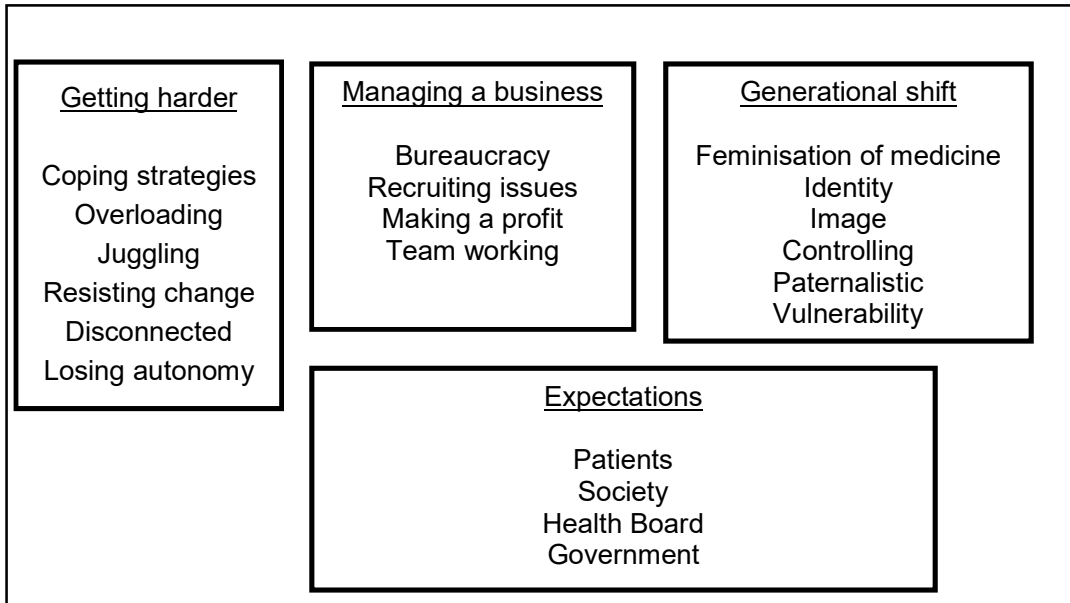 Getting harder
Coping strategies
Overloading
Juggling
Resisting change
Disconnected
Losing autonomy
Managing a business
Bureaucracy
Recruiting issues
Making a profit
Team working
Generational shift
Feminisation of medicine
Identity
Image
Controlling
Paternalistic
Vulnerability
Expectations
Patients
Society
Health Board
Government